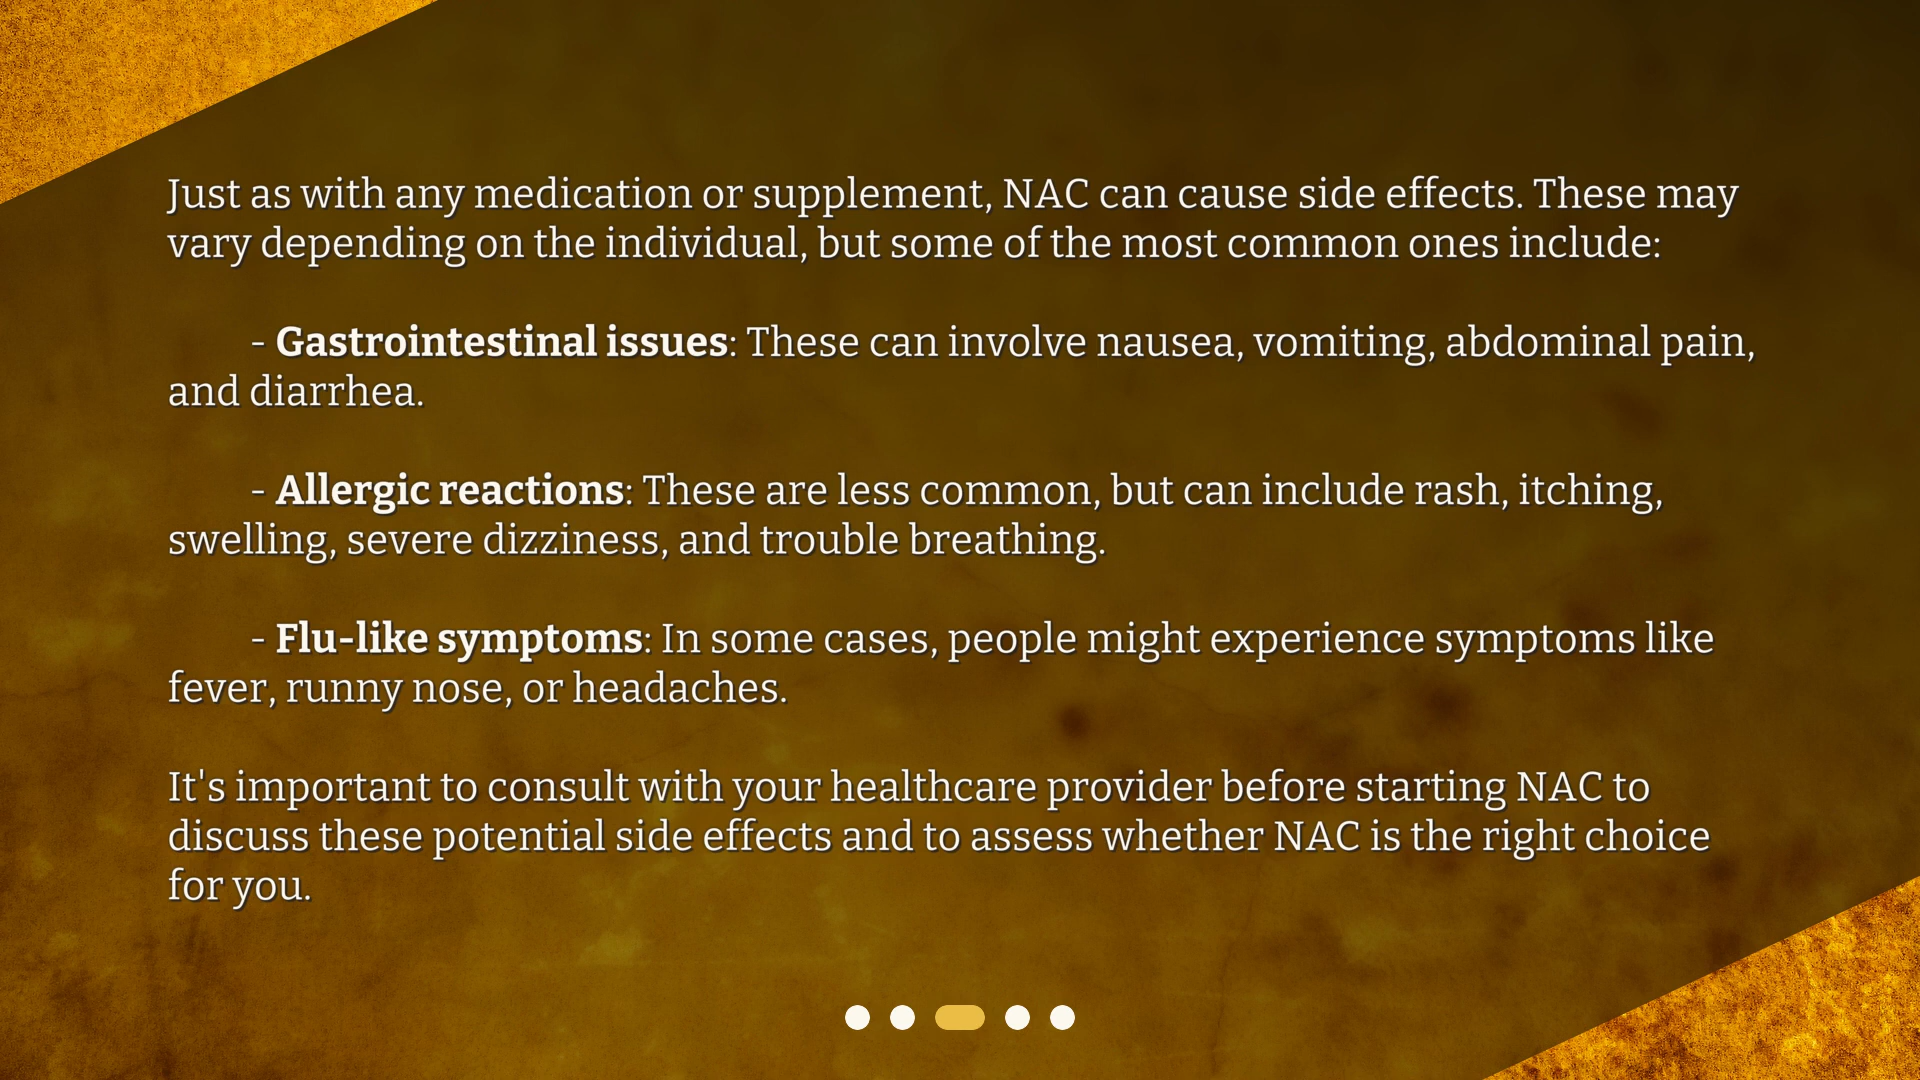 Just as with any medication or supplement, NAC can cause side effects. These may
vary depending on the individual, but some of the most common ones include:
- Gastrointestinal issues: These can involve nausea, vomiting, abdominal pain,
and diarrhea.
- Allergic reactions: These are less common, but can include rash, itching,
swelling, severe dizziness, and trouble breathing.
- Flu-like symptoms: In some cases, people might experience symptoms like
fever, runny nose, or headaches.
It's important to consult with your healthcare provider before starting NAC to
discuss these potential side effects and to assess whether NAC is the right choice
for you.